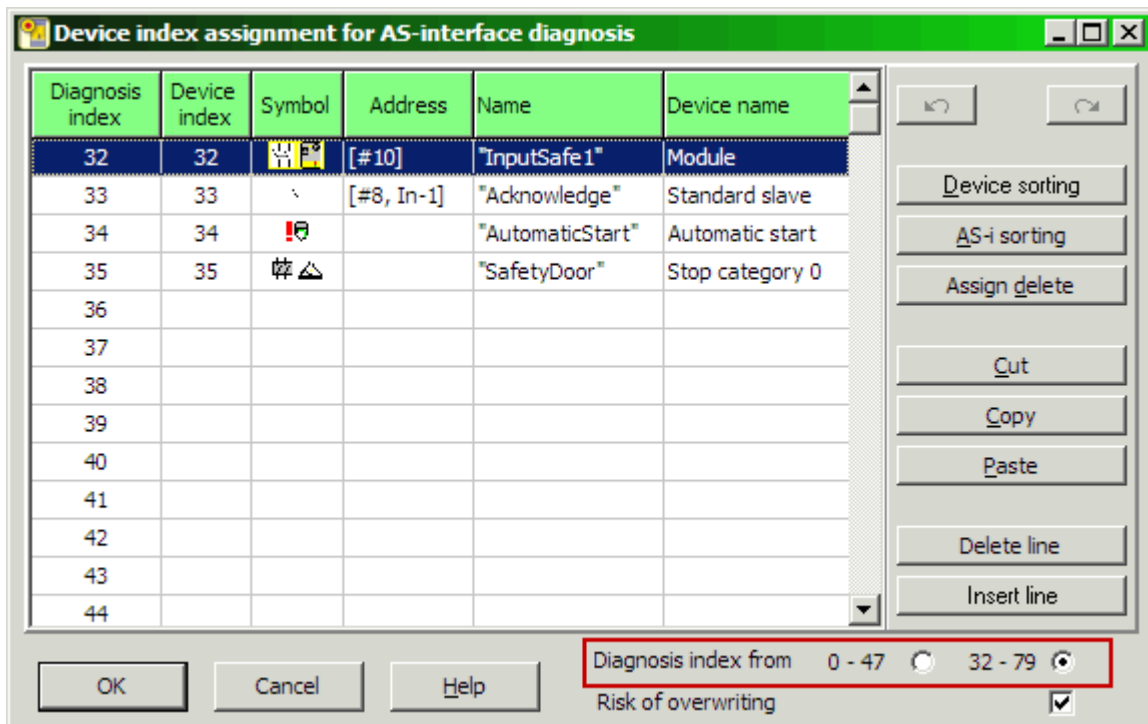 Device index assignment for AS-interface diagnosis
Diagnosis index Device index Symbol Address Name Device name
32 32 [#10] "InputSafe1" Module
33 33 [#8, In-1] "Acknowledge" Standard slave
34 34 "AutomaticStart" Automatic start
35 35 "SafetyDoor" Stop category 0
36
37
38
39
40
41
42
43
44
Device sorting
AS-i sorting
Assign delete
Cut
Copy
Paste
Delete line
Insert line
OK Cancel Help
Diagnosis index from 0 - 47 32 - 79
Risk of overwriting